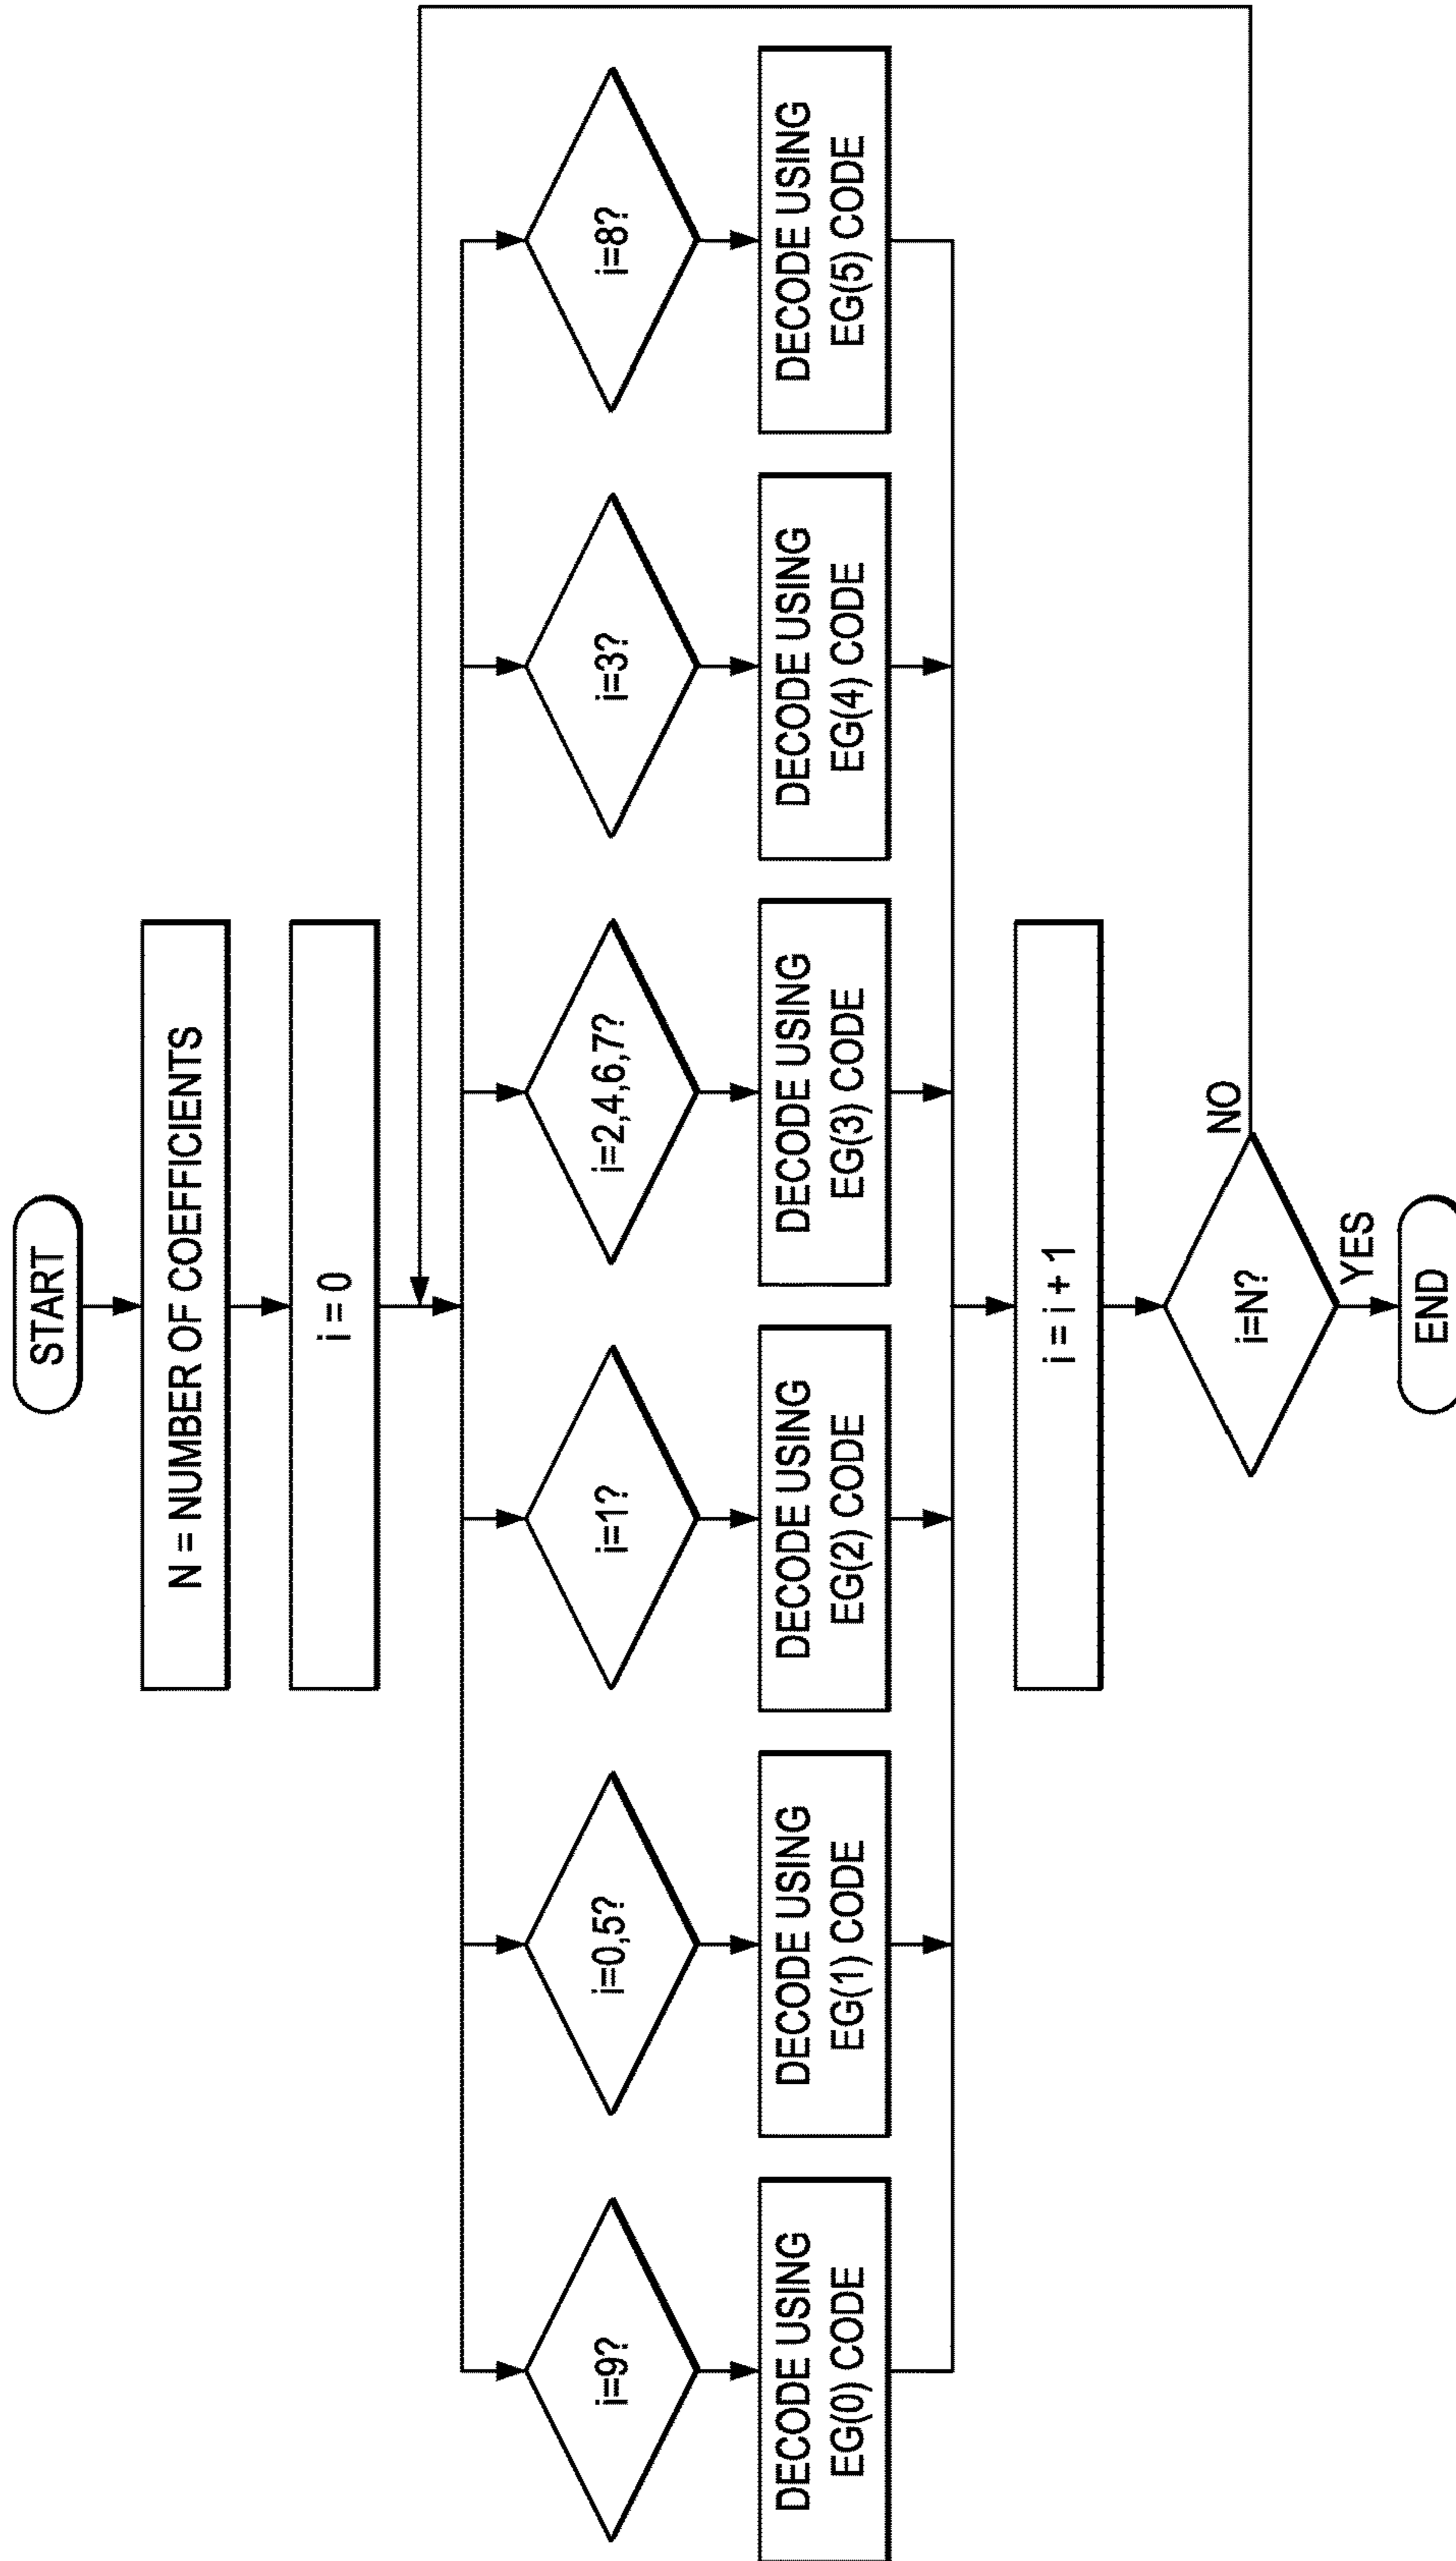 START
N = NUMBER OF COEFFICIENTS
i = 0
i=9?
i=0,5?
i=1?
i=2,4,6,7?
i=3?
i=8?
DECODE USING
EG(0) CODE
DECODE USING
EG(1) CODE
DECODE USING
EG(2) CODE
DECODE USING
EG(3) CODE
DECODE USING
EG(4) CODE
DECODE USING
EG(5) CODE
i = i + 1
i=N?
NO
YES
END